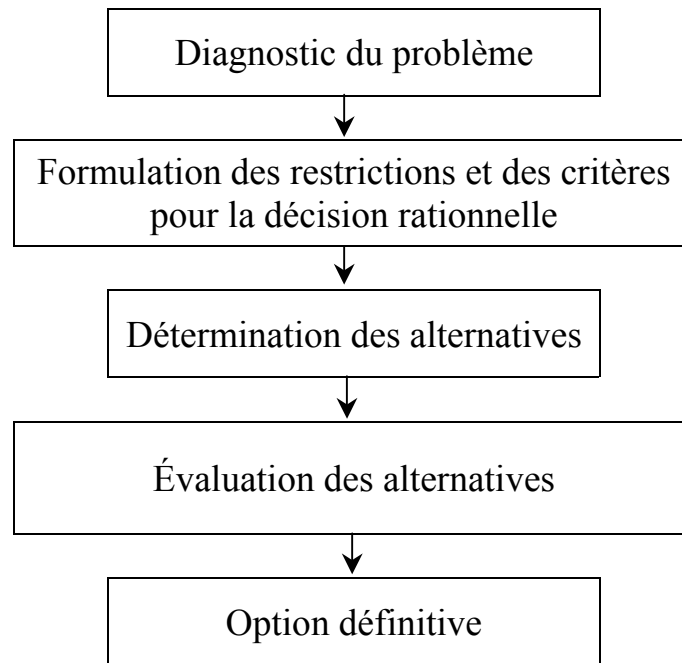 Diagnostic du problème
Formulation des restrictions et des critères
pour la décision rationnelle
Détermination des alternatives
Évaluation des alternatives
Option définitive